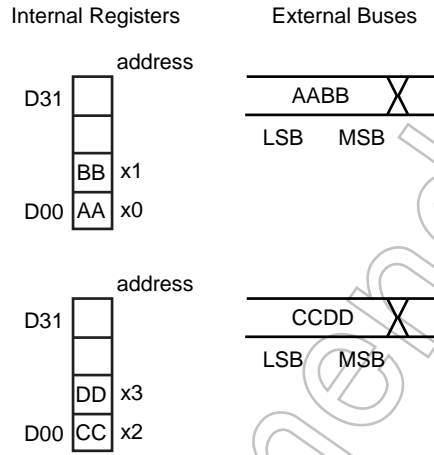 Internal Registers External Buses
address
D31 AABB
LSB MSB
BB x1
D00 AA x0
address
D31 CCDD
LSB MSB
DD x3
D00 CC x2